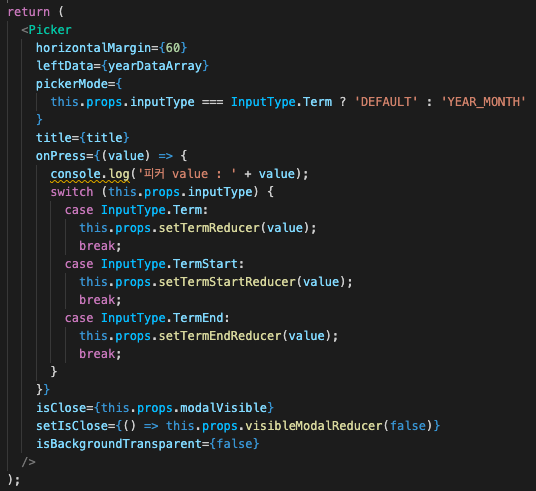 return (
<Picker
horizontalMargin={60}
leftData={yearDataArray}
pickerMode={
this.props.inputType === InputType.Term ? 'DEFAULT' : 'YEAR_MONTH'
}
title={title}
onPress={(value) => {
console.log('피커 value : ' + value);
switch (this.props.inputType) {
case InputType.Term:
this.props.setTermReducer(value);
break;
case InputType.TermStart:
this.props.setTermStartReducer(value);
break;
case InputType.TermEnd:
this.props.setTermEndReducer(value);
break;
}
}}
isClose={this.props.modalVisible}
setIsClose={() => this.props.visibleModalReducer(false)}
isBackgroundTransparent={false}
/>
);